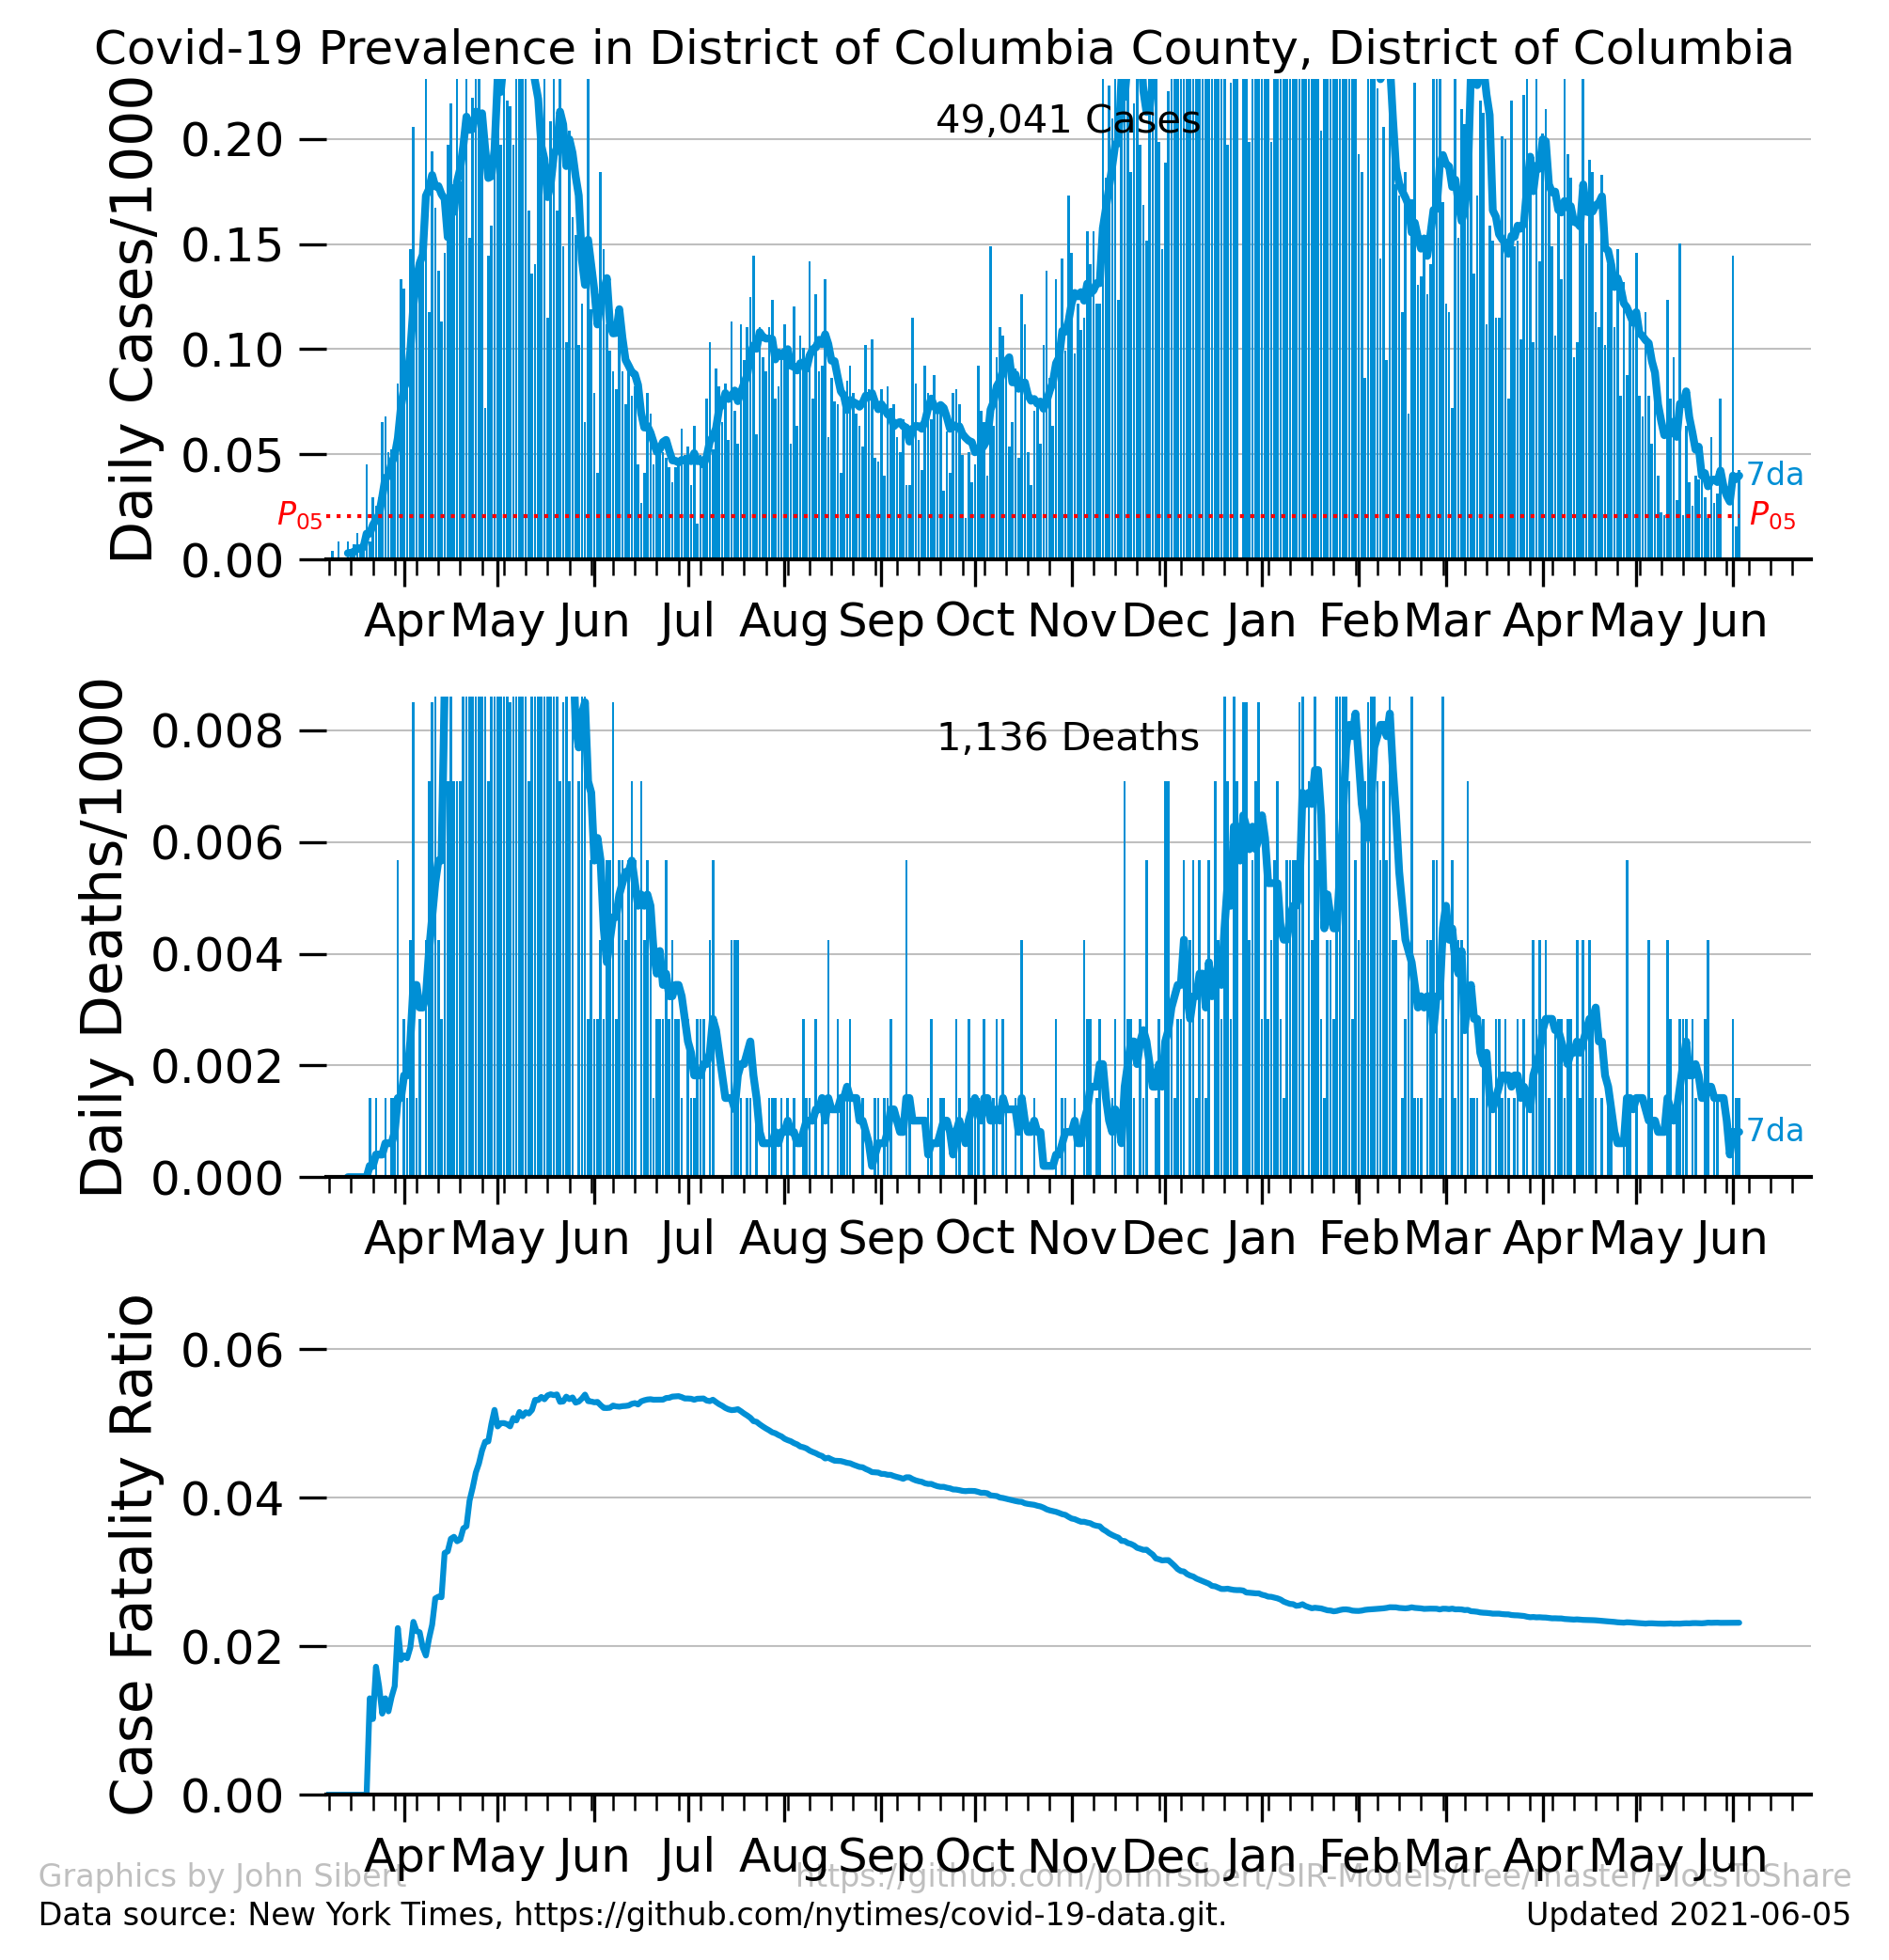 Covid-19 Prevalence in District of Columbia County, District of Columbia
Daily Cases/1000
0.20
0.15
0.10
0.05
0.00
49,041 Cases
7da
P05
P05
Apr May Jun Jul Aug Sep Oct Nov Dec Jan Feb Mar Apr May Jun
Daily Deaths/1000
0.008
0.006
0.004
0.002
0.000
1,136 Deaths
7da
Apr May Jun Jul Aug Sep Oct Nov Dec Jan Feb Mar Apr May Jun
Case Fatality Ratio
0.06
0.04
0.02
0.00
Apr May Jun Jul Aug Sep Oct Nov Dec Jan Feb Mar Apr May Jun
Graphics by John Sibert
https://github.com/johnrsibert/SIR-Models/tree/master/PlotsToShare
Data source: New York Times, https://github.com/nytimes/covid-19-data.git.
Updated 2021-06-05